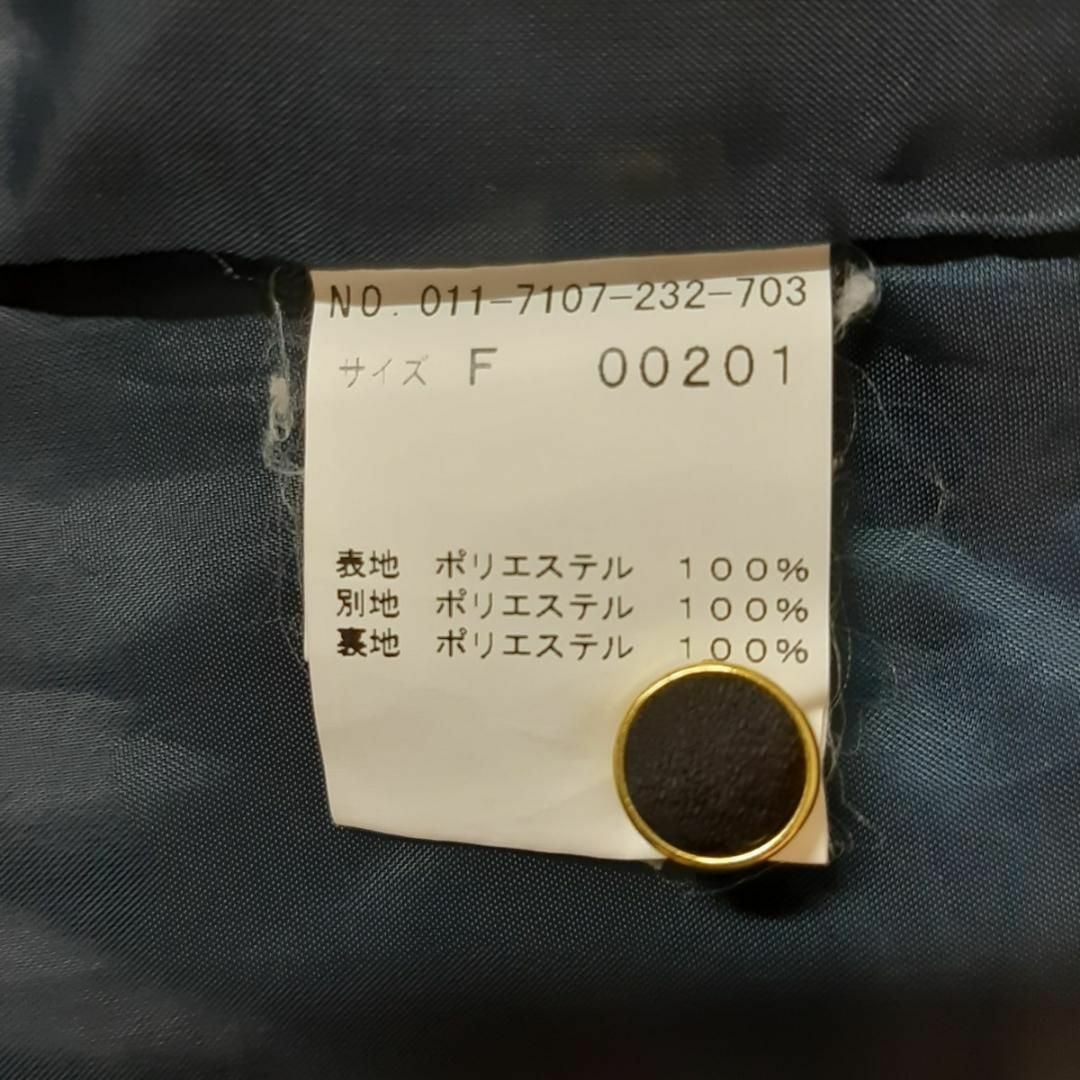 NO. 011-7107-232-703
サイズ F 00201
表地 ポリエステル 100%
別地 ポリエステル 100%
裏地 ポリエステル 100%